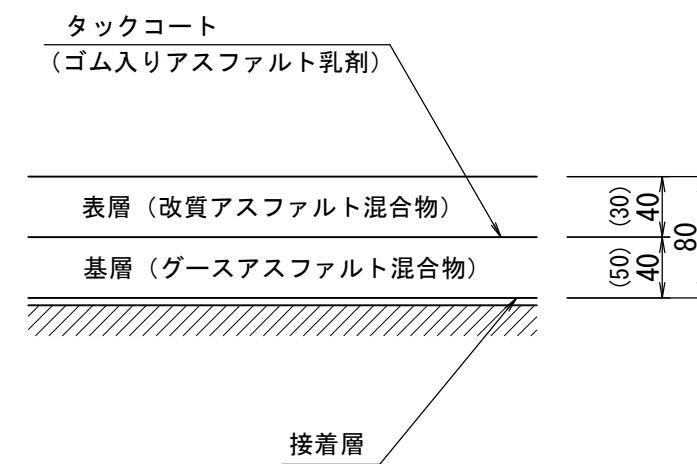 タックコート
（ゴム入りアスファルト乳剤）
表層（改質アスファルト混合物）
(30)
40
基層（グースアスファルト混合物）
(50)
40
80
接着層